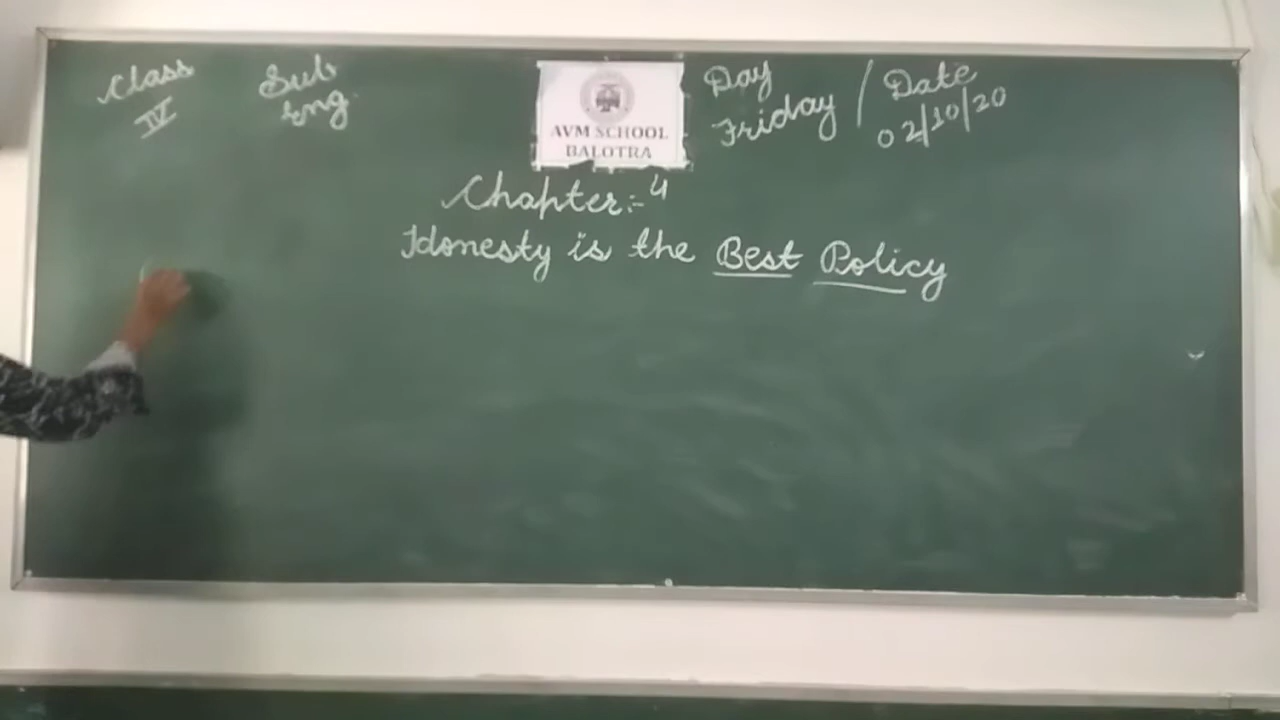 Class
IV
Sub
Eng.
AVM SCHOOL
BALOTRA
Day
Friday
/
Date
02/10/20
Chapter:- 4
Honesty is the Best Policy